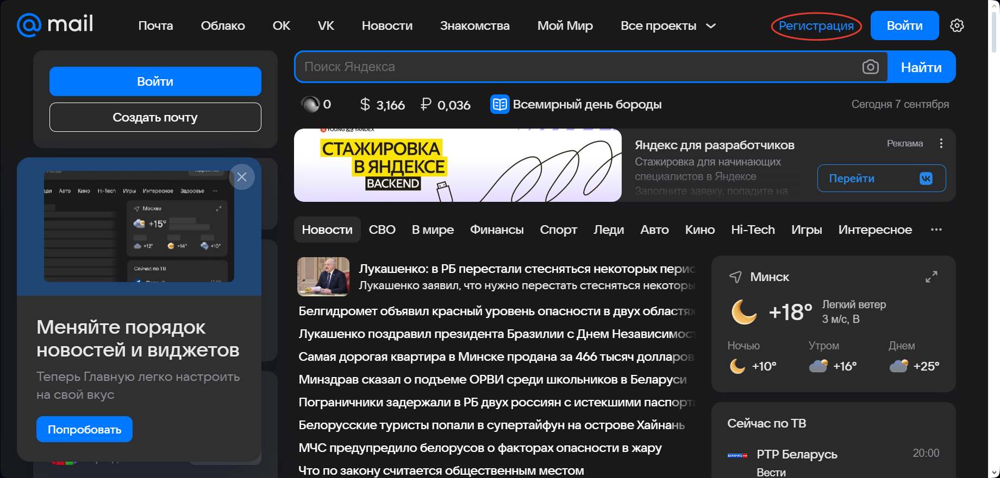 @mail
Почта
Облако
ОК
VK
Новости
Знакомства
Мой Мир
Все проекты
Регистрация
Войти
Войти
Создать почту
Поиск Яндекса
Найти
0
$ 3,166
₽ 0,036
Всемирный день бороды
Сегодня 7 сентября
YOUNG && YANDEX
СТАЖИРОВКА
В ЯНДЕКСЕ
BACKEND
Яндекс для разработчиков
Стажировка для начинающих
специалистов в Яндексе
Заполните заявку, попадите на
Реклама
Перейти
Авто
Кино
Hi-Tech
Игры
Интересное
Здоровье
...
Москва
+15°
+12°
+14°
+10°
Сейчас по ТВ
Меняйте порядок
новостей и виджетов
Теперь Главную легко настроить
на свой вкус
Попробовать
Новости
СВО
В мире
Финансы
Спорт
Леди
Авто
Кино
Hi-Tech
Игры
Интересное
...
Лукашенко: в РБ перестали стесняться некоторых перио
Лукашенко заявил, что нужно перестать стесняться некоторы
Белгидромет объявил красный уровень опасности в двух областях
Лукашенко поздравил президента Бразилии с Днем Независимост
Самая дорогая квартира в Минске продана за 466 тысяч долларов
Минздрав сказал о подъеме ОРВИ среди школьников в Беларуси
Пограничники задержали в РБ двух россиян с истекшими паспорта
Белорусские туристы попали в супертайфун на острове Хайнань
МЧС предупредило белорусов о факторах опасности в жару
Что по закону считается общественным местом
Минск
+18°
Легкий ветер
3 м/с, В
Ночью
+10°
Утром
+16°
Днем
+25°
Сейчас по ТВ
БЕЛАРУСЬ РТР
РТР Беларусь
20:00
Вести